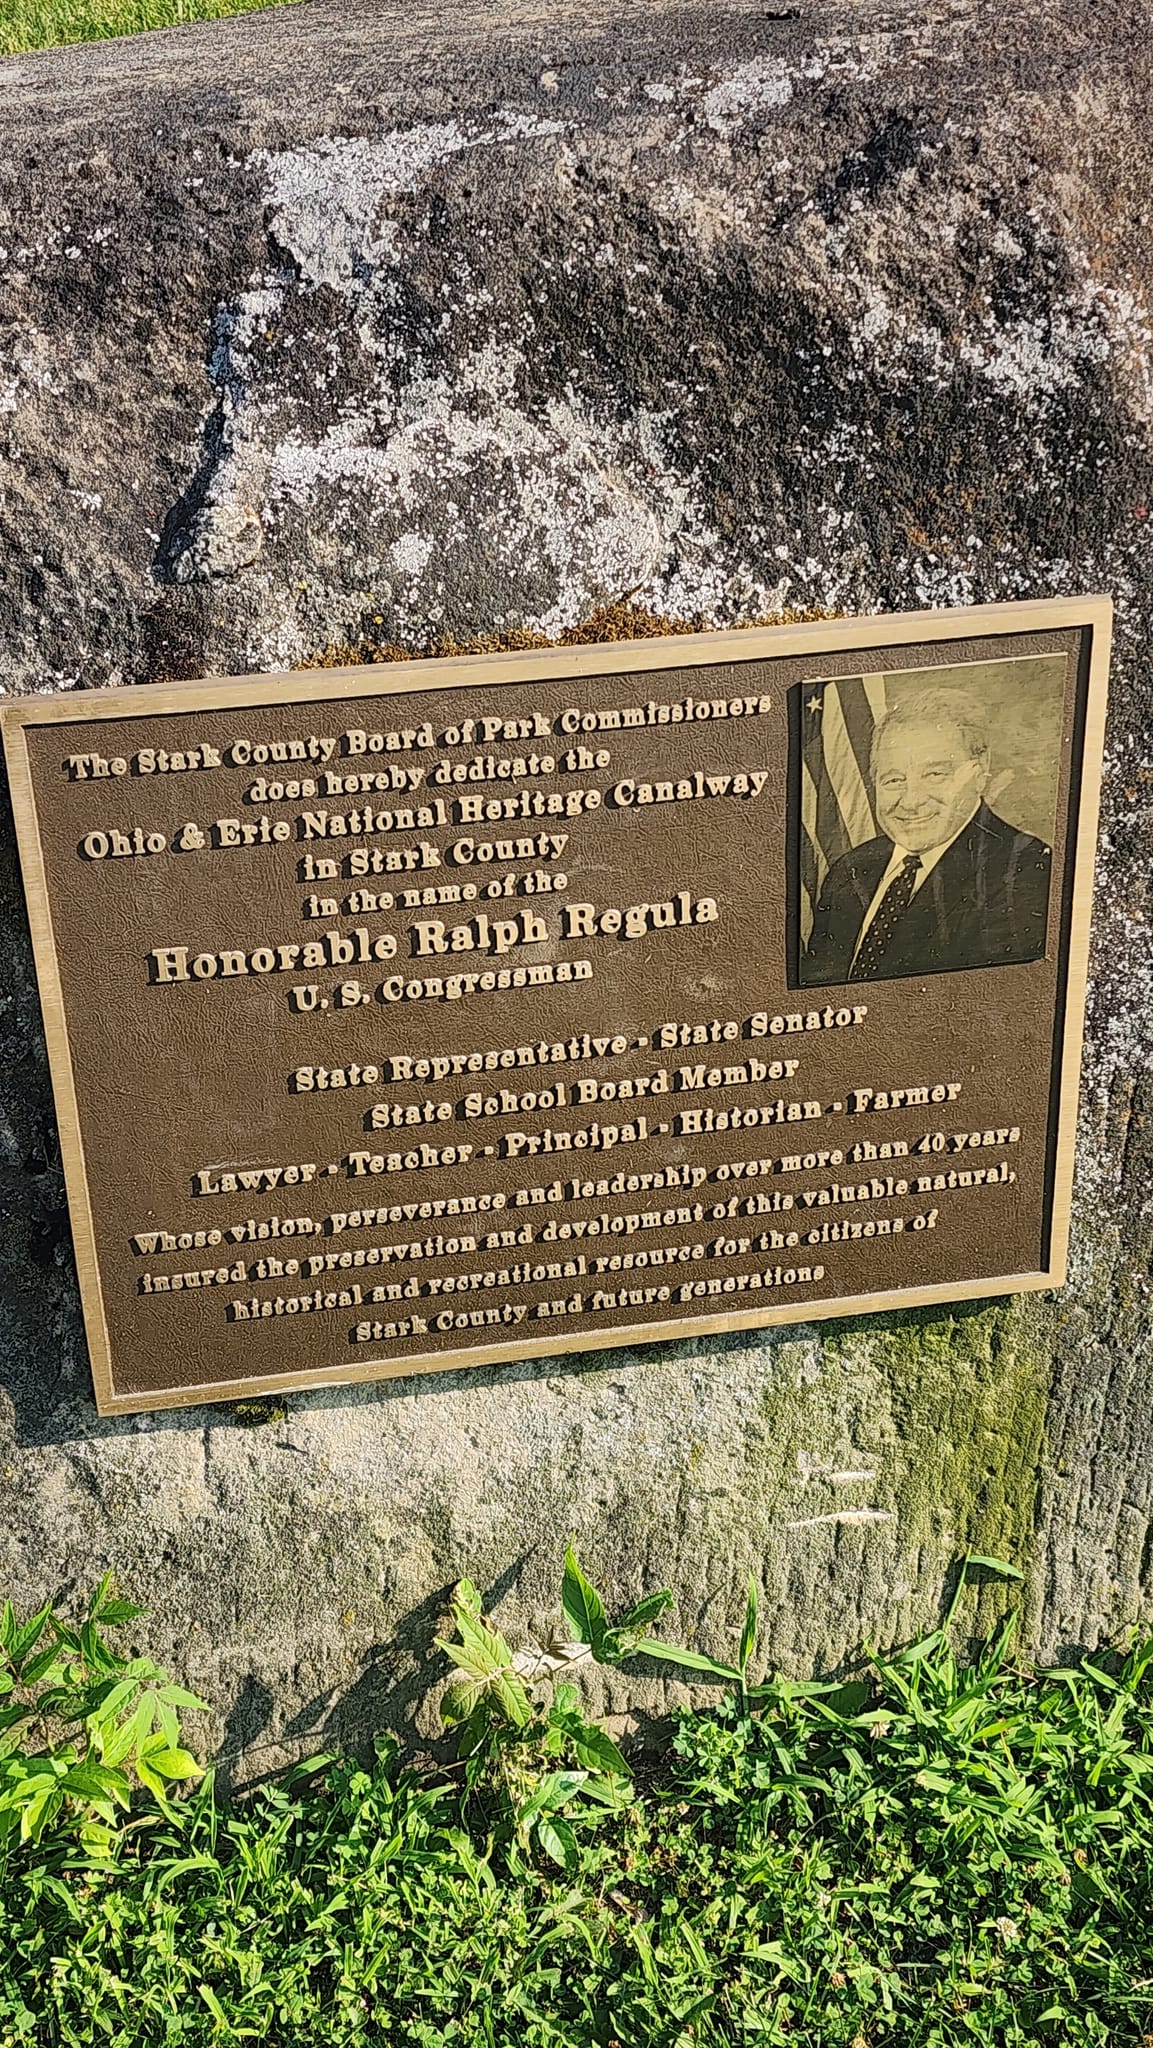 The Stark County Board of Park Commissioners
does hereby dedicate the
Ohio & Erie National Heritage Canalway
in Stark County
in the name of the
Honorable Ralph Regula
U. S. Congressman
State Representative - State Senator
State School Board Member
Lawyer - Teacher - Principal - Historian - Farmer
Whose vision, perseverance and leadership over more than 40 years
insured the preservation and development of this valuable natural,
historical and recreational resource for the citizens of
Stark County and future generations